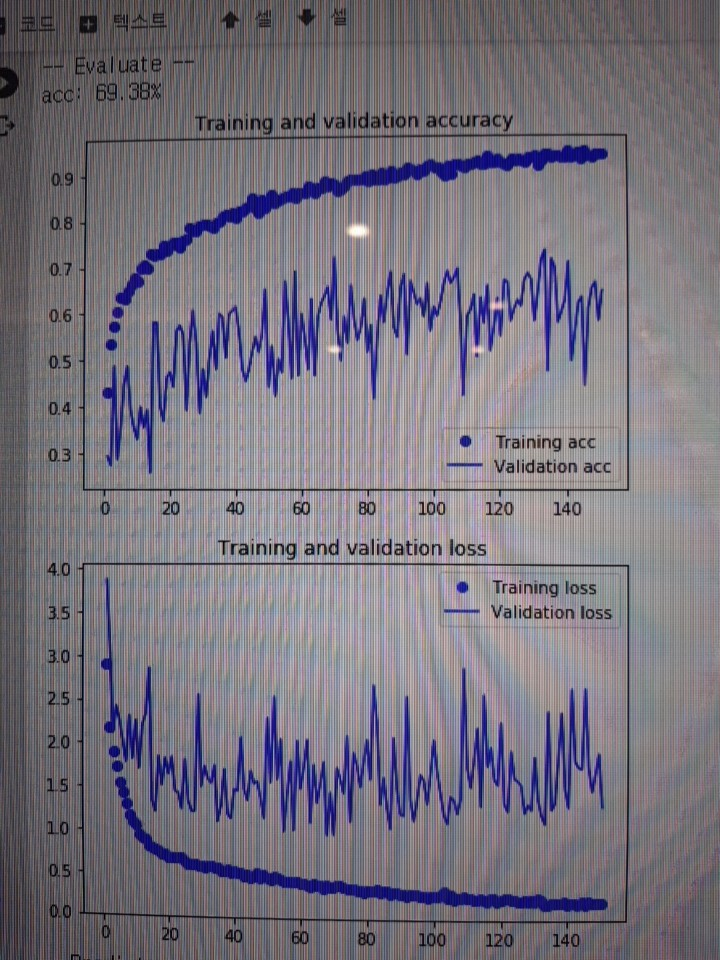 코드 텍스트 셀 셀
-- Evaluate --
acc: 69.38%
Training and validation accuracy
0.9
0.8
0.7
0.6
0.5
0.4
0.3
Training acc
Validation acc
0 20 40 60 80 100 120 140
Training and validation loss
4.0
3.5
3.0
2.5
2.0
1.5
1.0
0.5
0.0
Training loss
Validation loss
0 20 40 60 80 100 120 140